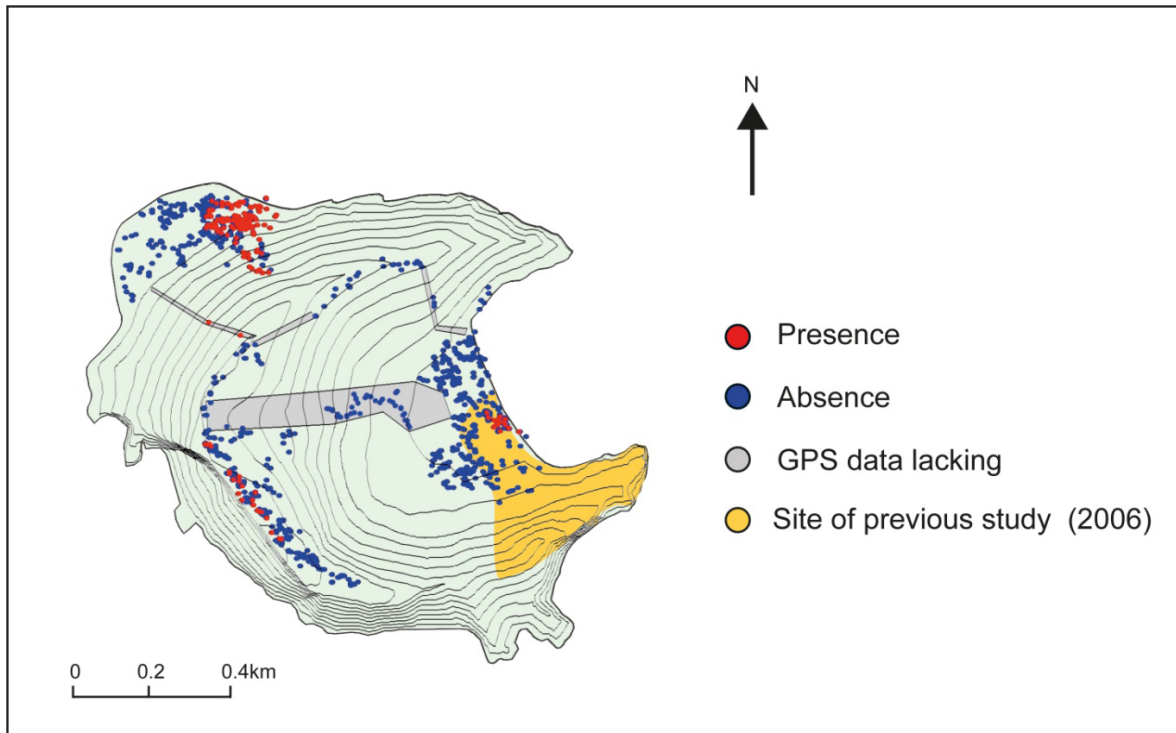 N
Presence
Absence
GPS data lacking
Site of previous study (2006)
0 0.2 0.4km